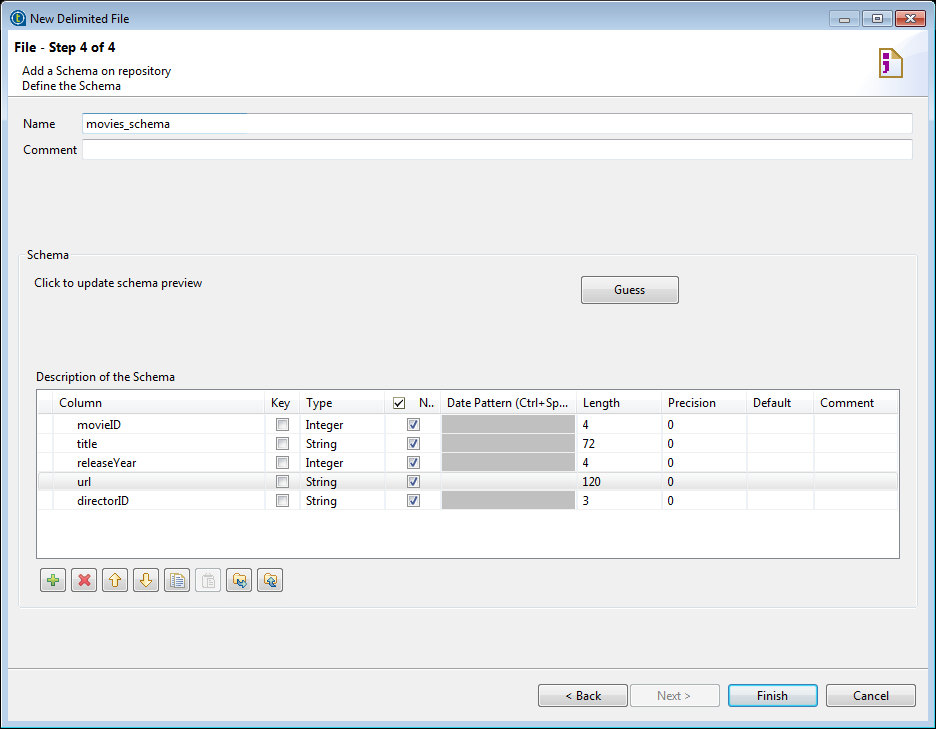 New Delimited File
File - Step 4 of 4
Add a Schema on repository
Define the Schema
Name movies_schema
Comment
Schema
Click to update schema preview Guess
Description of the Schema
Column Key Type N.. Date Pattern (Ctrl+Sp... Length Precision Default Comment
movieID Integer 4 0
title String 72 0
releaseYear Integer 4 0
url String 120 0
directorID String 3 0
< Back Next > Finish Cancel